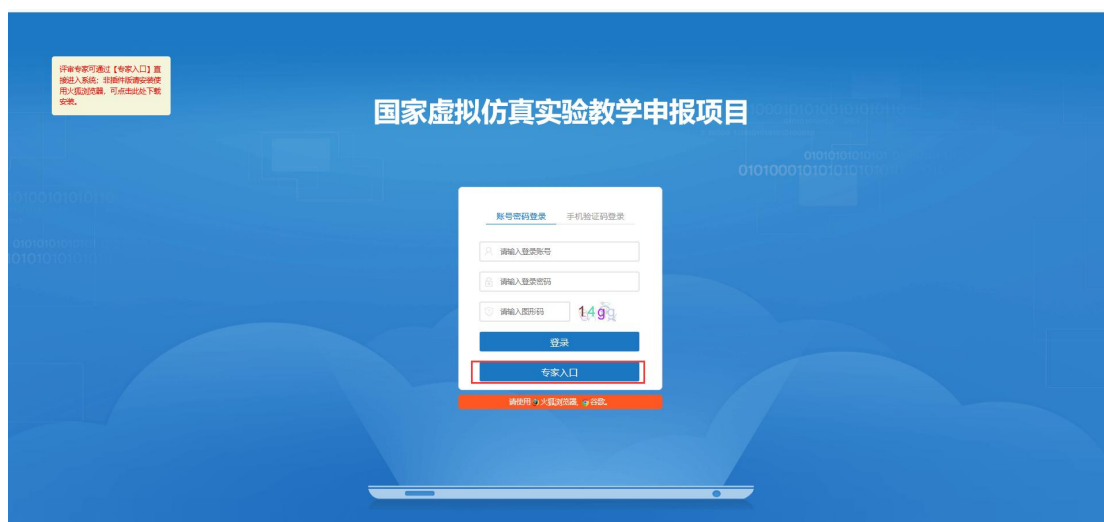 评审专家可通过【专家入口】直
接进入系统；非插件版请安装使
用火狐浏览器，可点击此处下载
安装。
国家虚拟仿真实验教学申报项目
账号密码登录 手机验证码登录
请输入登录账号
请输入登录密码
请输入图形码
登录
专家入口
请使用 火狐浏览器, 谷歌。